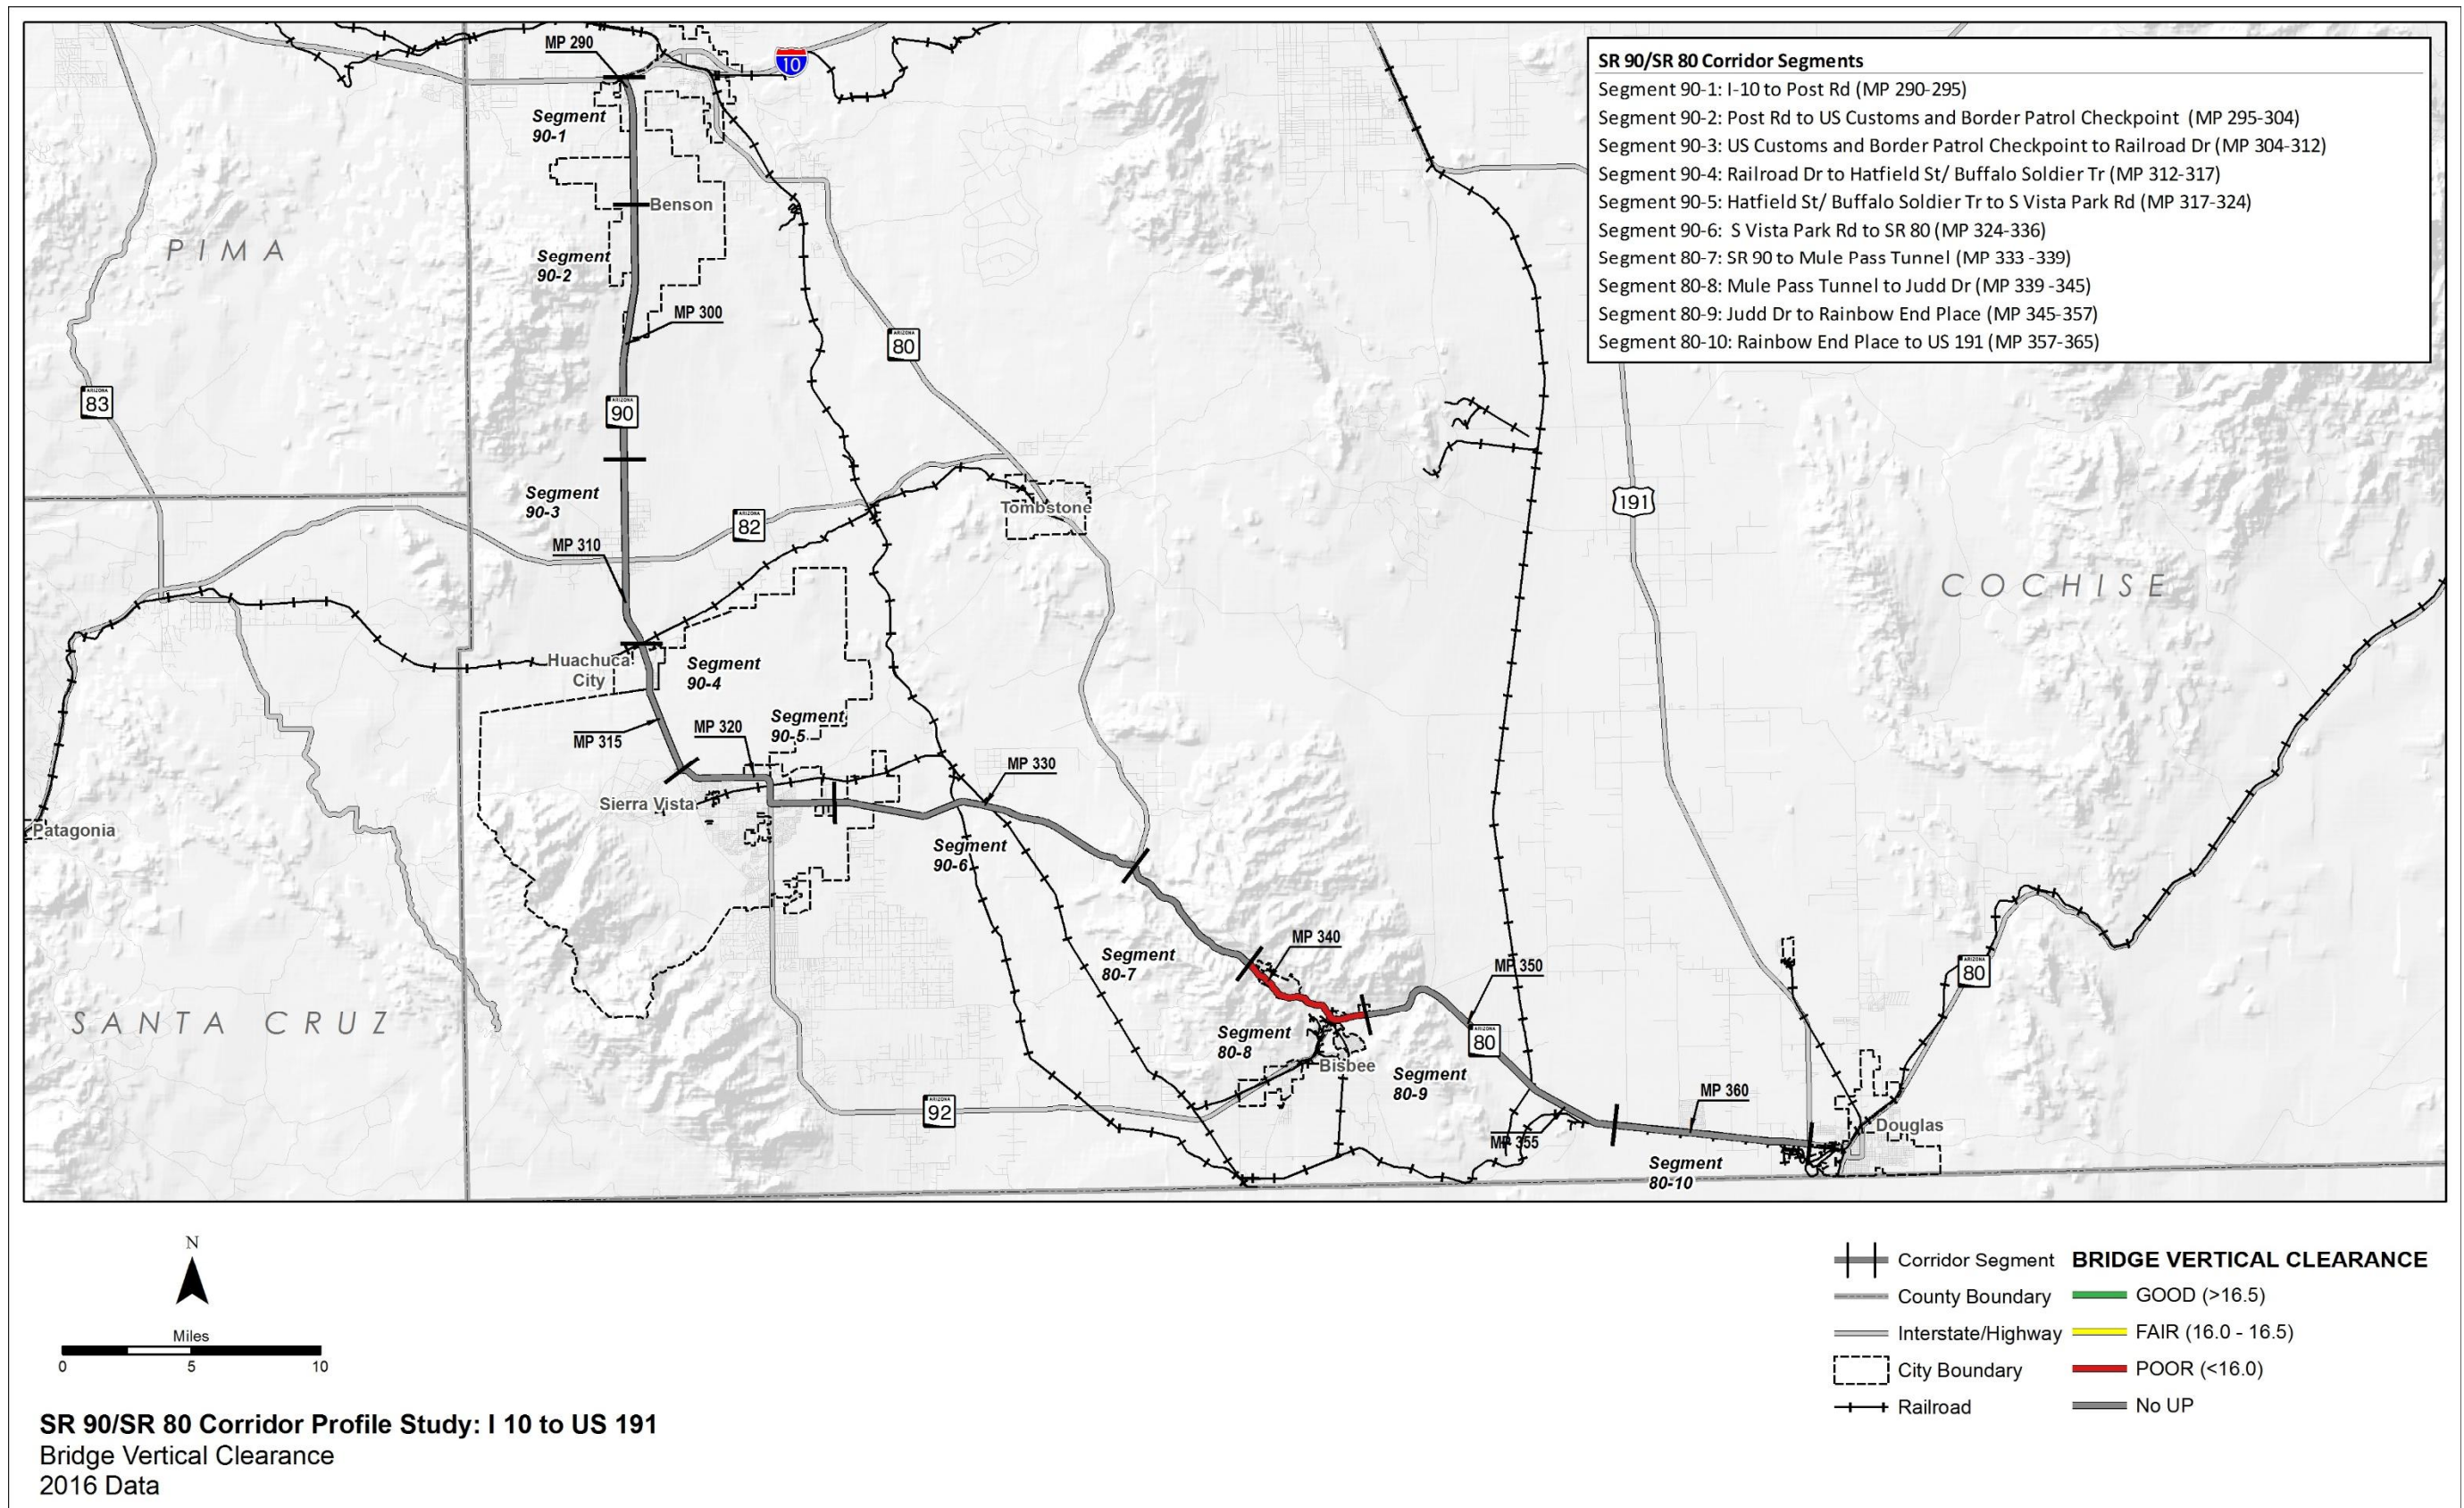 SR 90/SR 80 Corridor Segments
Segment 90-1: I-10 to Post Rd (MP 290-295)
Segment 90-2: Post Rd to US Customs and Border Patrol Checkpoint (MP 295-304)
Segment 90-3: US Customs and Border Patrol Checkpoint to Railroad Dr (MP 304-312)
Segment 90-4: Railroad Dr to Hatfield St/ Buffalo Soldier Tr (MP 312-317)
Segment 90-5: Hatfield St/ Buffalo Soldier Tr to S Vista Park Rd (MP 317-324)
Segment 90-6: S Vista Park Rd to SR 80 (MP 324-336)
Segment 80-7: SR 90 to Mule Pass Tunnel (MP 333 -339)
Segment 80-8: Mule Pass Tunnel to Judd Dr (MP 339 -345)
Segment 80-9: Judd Dr to Rainbow End Place (MP 345-357)
Segment 80-10: Rainbow End Place to US 191 (MP 357-365)
MP 290
10
Segment
90-1
Benson
PIMA
Segment
90-2
MP 300
ARIZONA
80
ARIZONA
83
ARIZONA
90
Segment
90-3
191
Tombstone
ARIZONA
82
MP 310
COCHISE
Huachuca
City
Segment
90-4
Segment
90-5
MP 320
MP 315
MP 330
Sierra Vista
Patagonia
Segment
90-6
MP 340
Segment
80-7
MP 350
ARIZONA
80
SANTA CRUZ
Segment
80-8
ARIZONA
80
Bisbee
Segment
80-9
MP 360
ARIZONA
92
Douglas
MP 355
Segment
80-10
N
Miles
0 5 10
Corridor Segment
County Boundary
Interstate/Highway
City Boundary
Railroad
BRIDGE VERTICAL CLEARANCE
GOOD (>16.5)
FAIR (16.0 - 16.5)
POOR (<16.0)
No UP
SR 90/SR 80 Corridor Profile Study: I 10 to US 191
Bridge Vertical Clearance
2016 Data